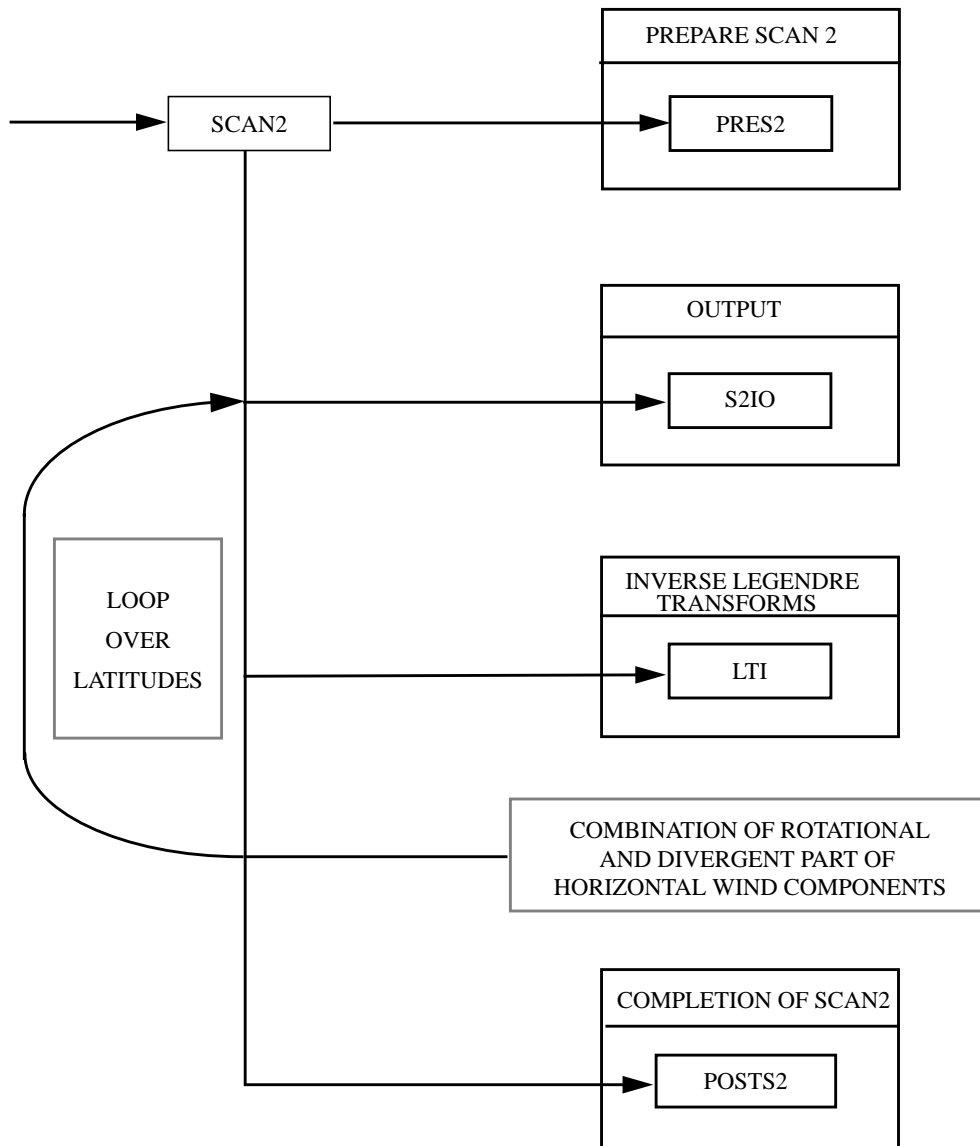 PREPARE SCAN 2
SCAN2
PRES2
OUTPUT
S2IO
LOOP
OVER
LATITUDES
INVERSE LEGENDRE
TRANSFORMS
LTI
COMBINATION OF ROTATIONAL
AND DIVERGENT PART OF
HORIZONTAL WIND COMPONENTS
COMPLETION OF SCAN2
POSTS2